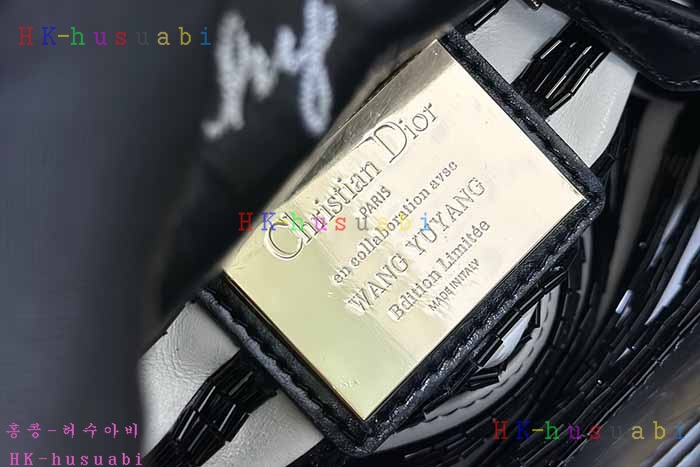 HK-husuabi
Christian Dior
PARIS
HK-husuabi
en collaboration avsc
WANG YUYANG
Edition Limitée
MADE IN ITALY
HK-husuabi
홍콩-허수아비
HK-husuabi